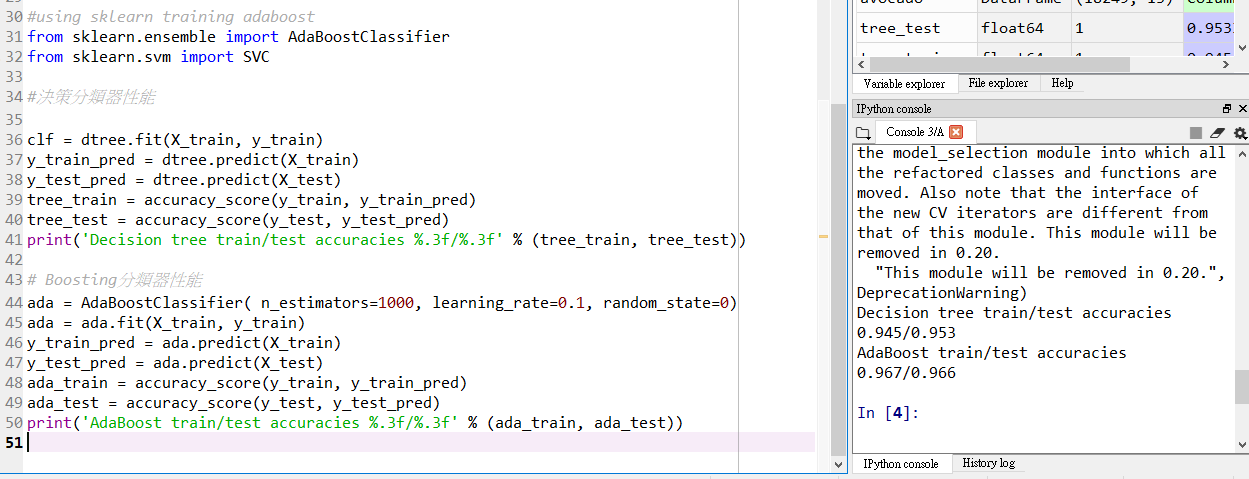 30 #using sklearn training adaboost
31 from sklearn.ensemble import AdaBoostClassifier
32 from sklearn.svm import SVC
33
34 #決策分類器性能
35
36 clf = dtree.fit(X_train, y_train)
37 y_train_pred = dtree.predict(X_train)
38 y_test_pred = dtree.predict(X_test)
39 tree_train = accuracy_score(y_train, y_train_pred)
40 tree_test = accuracy_score(y_test, y_test_pred)
41 print('Decision tree train/test accuracies %.3f/%.3f' % (tree_train, tree_test))
42
43 # Boosting分類器性能
44 ada = AdaBoostClassifier( n_estimators=1000, learning_rate=0.1, random_state=0)
45 ada = ada.fit(X_train, y_train)
46 y_train_pred = ada.predict(X_train)
47 y_test_pred = ada.predict(X_test)
48 ada_train = accuracy_score(y_train, y_train_pred)
49 ada_test = accuracy_score(y_test, y_test_pred)
50 print('AdaBoost train/test accuracies %.3f/%.3f' % (ada_train, ada_test))
51
tree_test float64 1 0.953
Variable explorer File explorer Help
IPython console
Console 3/A
the model_selection module into which all
the refactored classes and functions are
moved. Also note that the interface of
the new CV iterators are different from
that of this module. This module will be
removed in 0.20.
"This module will be removed in 0.20.",
DeprecationWarning)
Decision tree train/test accuracies
0.945/0.953
AdaBoost train/test accuracies
0.967/0.966
In [4]:
IPython console History log